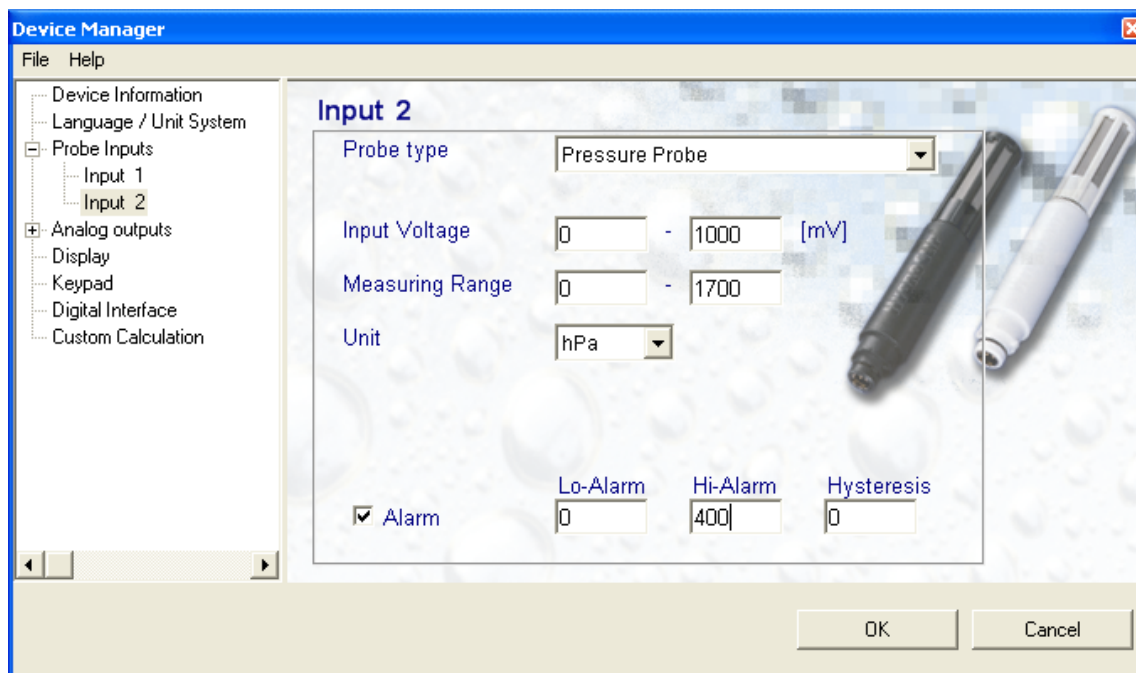 Device Manager
File Help
Device Information
Language / Unit System
Probe Inputs
Input 1
Input 2
Analog outputs
Display
Keypad
Digital Interface
Custom Calculation
Input 2
Probe type Pressure Probe
Input Voltage 0 - 1000 [mV]
Measuring Range 0 - 1700
Unit hPa
Lo-Alarm Hi-Alarm Hysteresis
Alarm 0 400 0
OK Cancel